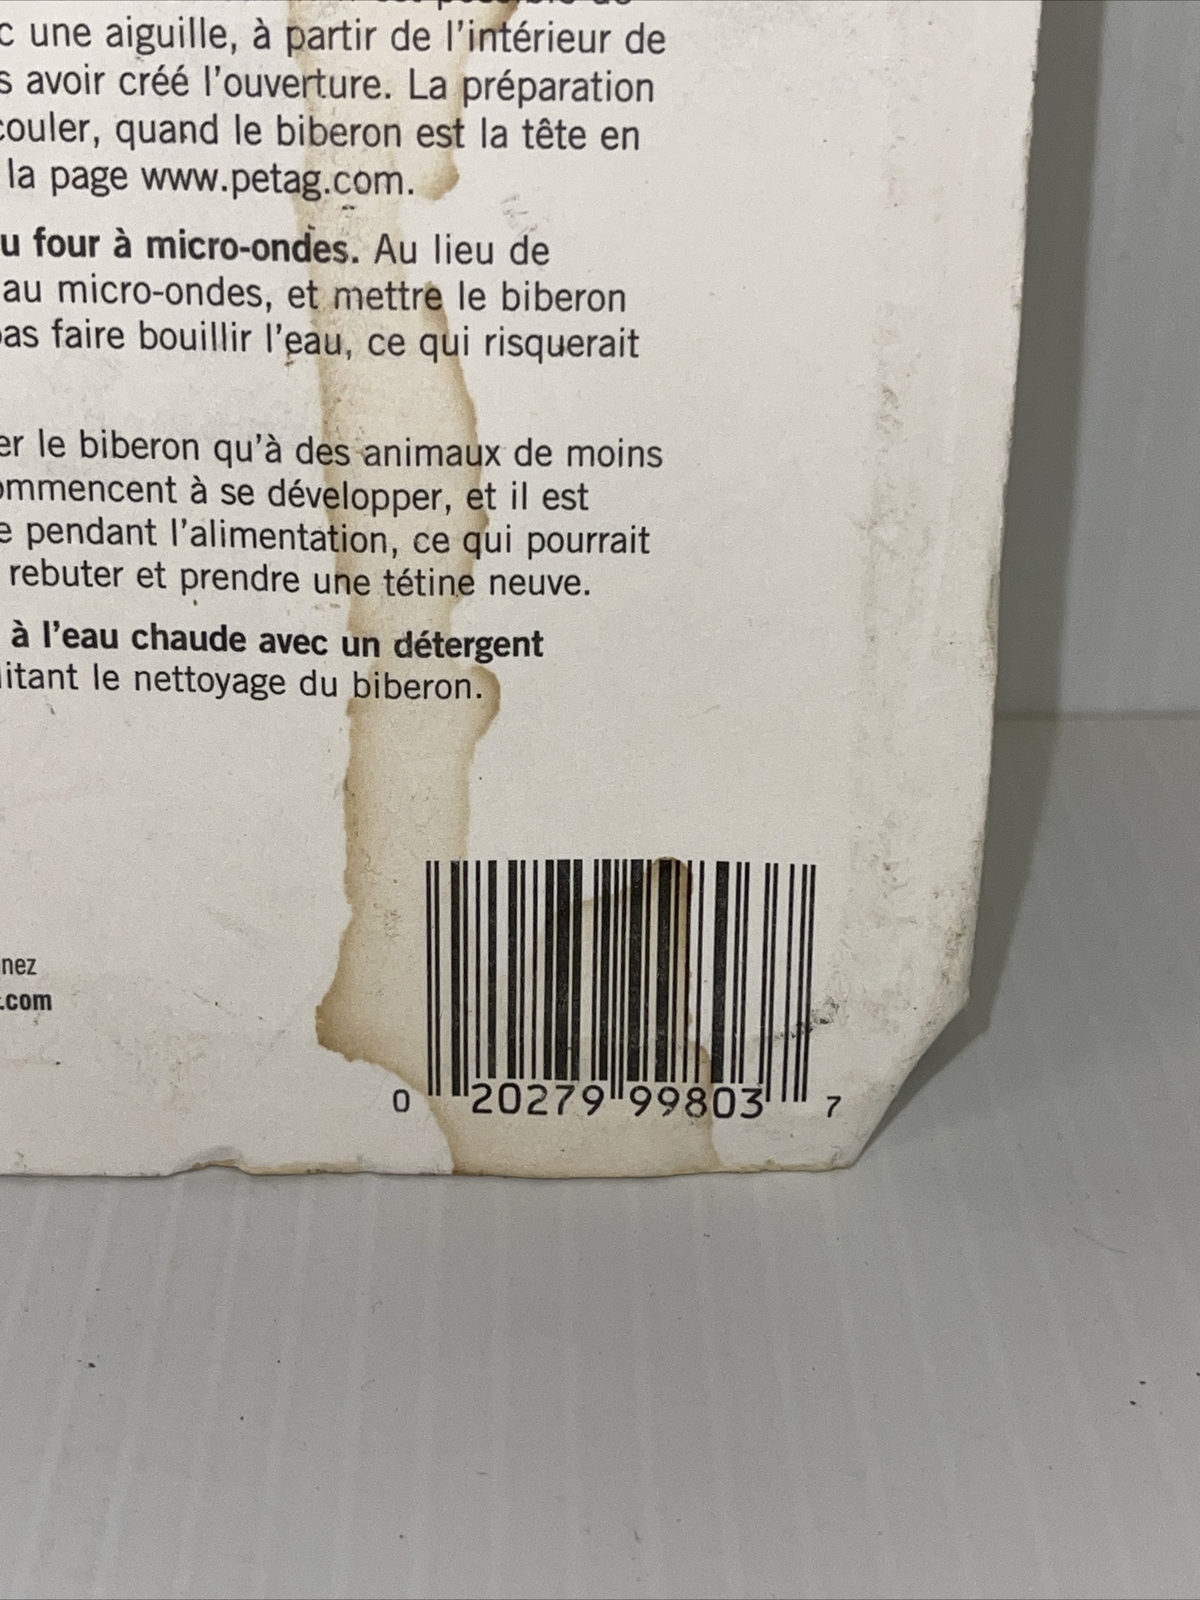 c une aiguille, à partir de l'intérieur de
s avoir créé l'ouverture. La préparation
couler, quand le biberon est la tête en
la page www.petag.com.
u four à micro-ondes. Au lieu de
au micro-ondes, et mettre le biberon
pas faire bouillir l'eau, ce qui risquerait
er le biberon qu'à des animaux de moins
ommencent à se développer, et il est
e pendant l'alimentation, ce qui pourrait
rebuter et prendre une tétine neuve.
à l'eau chaude avec un détergent
litant le nettoyage du biberon.
nez
.com
0 20279 99803 7